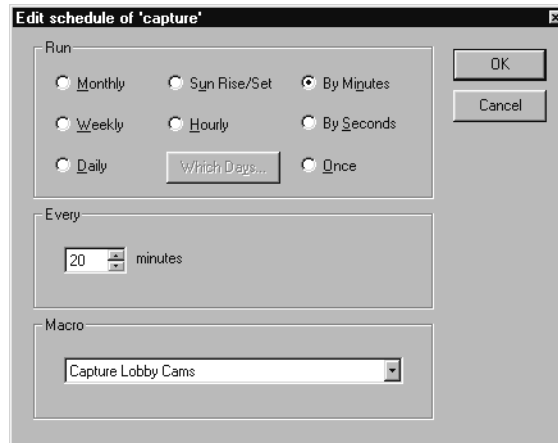 Edit schedule of 'capture'
Run
Monthly
Sun Rise/Set
By Minutes
Weekly
Hourly
By Seconds
Daily
Which Days...
Once
OK
Cancel
Every
20 minutes
Macro
Capture Lobby Cams